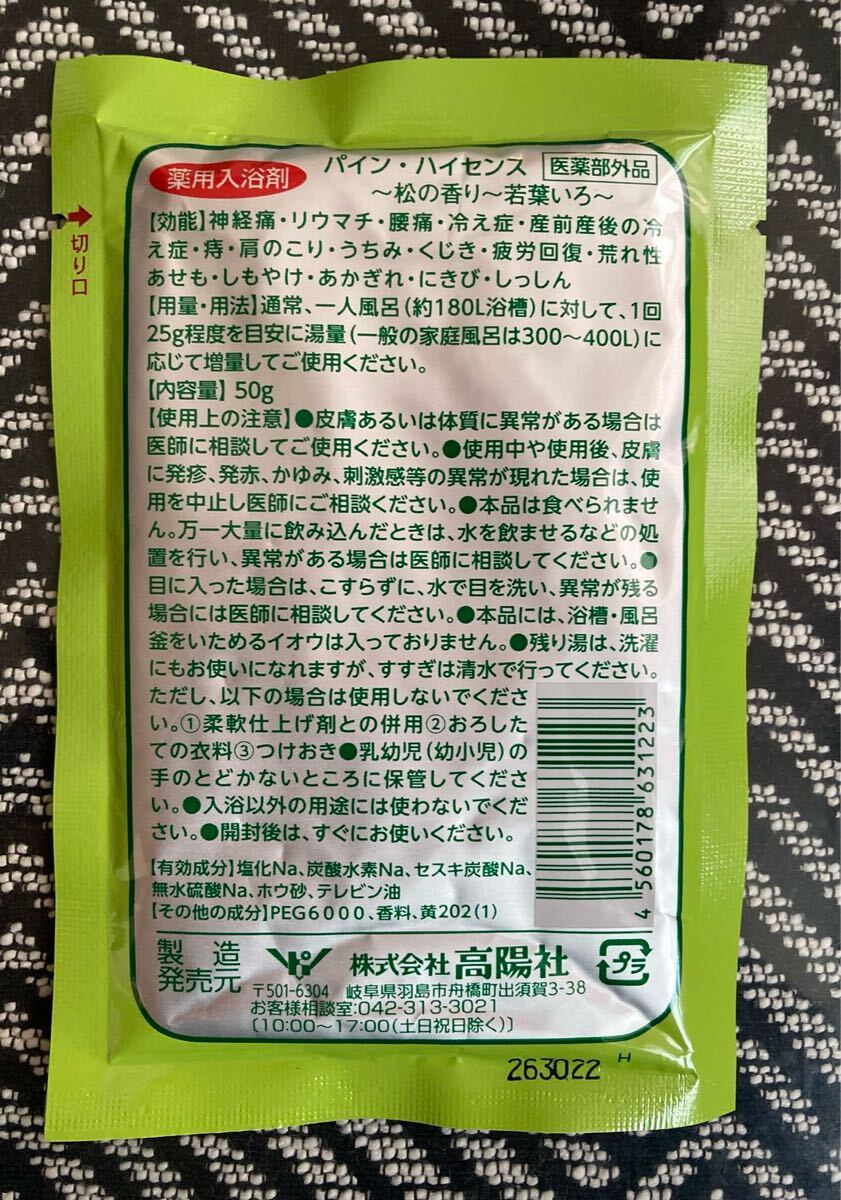 薬用入浴剤
パイン・ハイセンス 医薬部外品
～松の香り～若葉いろ～
切り口
【効能】神経痛・リウマチ・腰痛・冷え症・産前産後の冷
え症・痔・肩のこり・うちみ・くじき・疲労回復・荒れ性
あせも・しもやけ・あかぎれ・にきび・しっしん
【用量・用法】通常、一人風呂(約180L浴槽)に対して、1回
25g程度を目安に湯量(一般の家庭風呂は300～400L)に
応じて増量してご使用ください。
【内容量】50g
【使用上の注意】●皮膚あるいは体質に異常がある場合は
医師に相談してご使用ください。●使用中や使用後、皮膚
に発疹、発赤、かゆみ、刺激感等の異常が現れた場合は、使
用を中止し医師にご相談ください。●本品は食べられませ
ん。万一大量に飲み込んだときは、水を飲ませるなどの処
置を行い、異常がある場合は医師に相談してください。●
目に入った場合は、こすらずに、水で目を洗い、異常が残る
場合には医師に相談してください。●本品には、浴槽・風呂
釜をいためるイオウは入っておりません。●残り湯は、洗濯
にもお使いになれますが、すすぎは清水で行ってください。
ただし、以下の場合は使用しないでくださ
い。①柔軟仕上げ剤との併用②おろした
ての衣料③つけおき●乳幼児(幼小児)の
手のとどかないところに保管してくださ
い。●入浴以外の用途には使わないでくだ
さい。●開封後は、すぐにお使いください。
4 560178 631223
【有効成分】塩化Na、炭酸水素Na、セスキ炭酸Na、
無水硫酸Na、ホウ砂、テレビン油
【その他の成分】PEG6000、香料、黄202(1)
製造
発売元
株式会社 高陽社
プラ
〒501-6304 岐阜県羽島市舟橋町出須賀3-38
お客様相談室:042-313-3021
〔10:00～17:00(土日祝日除く)〕
263022 H